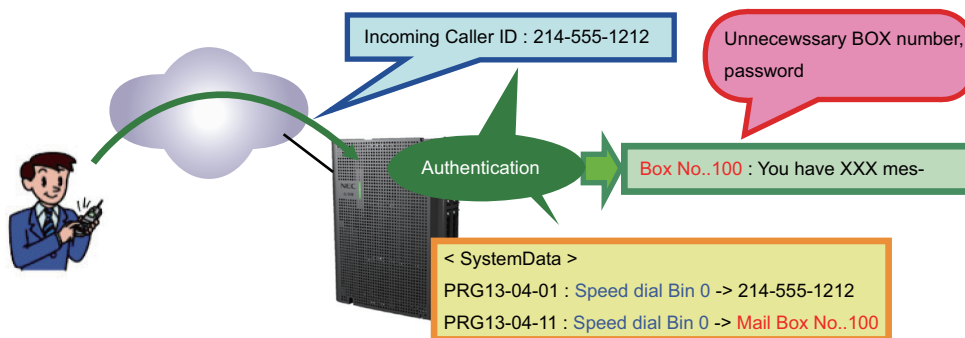 Incoming Caller ID : 214-555-1212
Unnecewssary BOX number,
password
NEC
Authentication
Box No..100 : You have XXX mes-
< SystemData >
PRG13-04-01 : Speed dial Bin 0 -> 214-555-1212
PRG13-04-11 : Speed dial Bin 0 -> Mail Box No..100